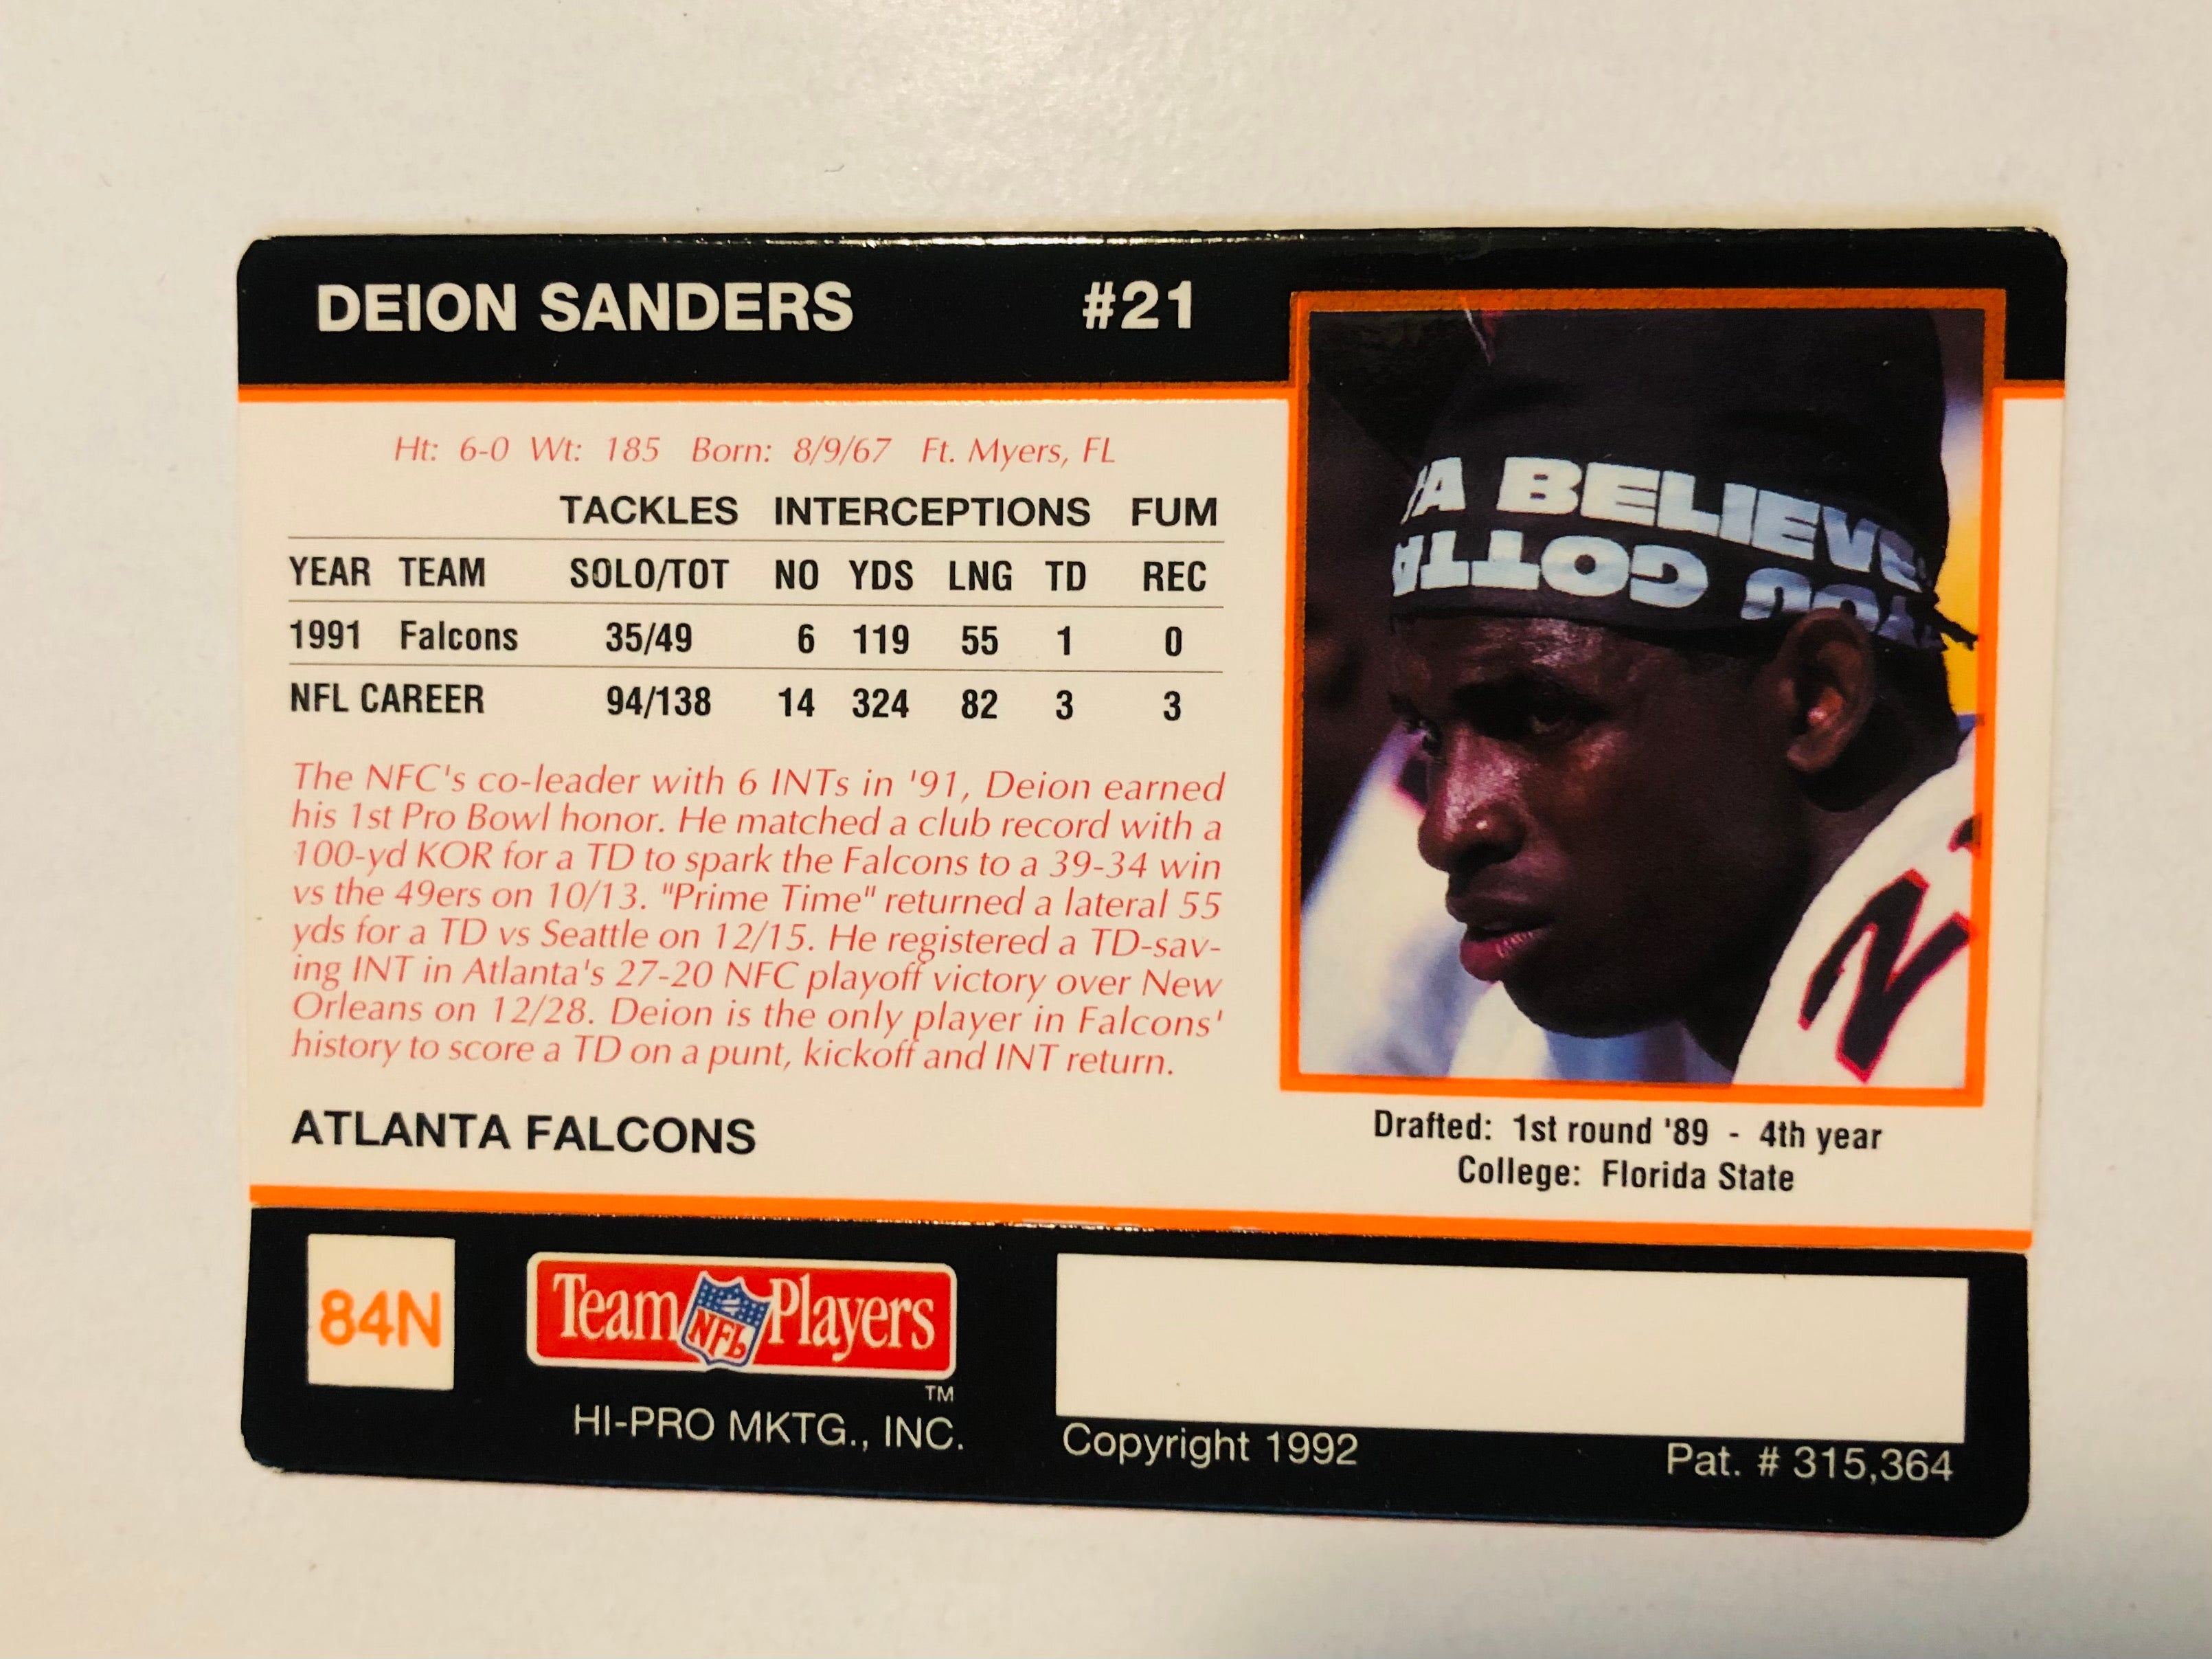 DEION SANDERS #21
Ht: 6-0 Wt: 185 Born: 8/9/67 Ft. Myers, FL
TACKLES INTERCEPTIONS FUM
YEAR TEAM SOLO/TOT NO YDS LNG TD REC
1991 Falcons 35/49 6 119 55 1 0
NFL CAREER 94/138 14 324 82 3 3
The NFC's co-leader with 6 INTs in '91, Deion earned
his 1st Pro Bowl honor. He matched a club record with a
100-yd KOR for a TD to spark the Falcons to a 39-34 win
vs the 49ers on 10/13. "Prime Time" returned a lateral 55
yds for a TD vs Seattle on 12/15. He registered a TD-sav-
ing INT in Atlanta's 27-20 NFC playoff victory over New
Orleans on 12/28. Deion is the only player in Falcons'
history to score a TD on a punt, kickoff and INT return.
ATLANTA FALCONS
BELIEVE
YOU GOTTA
2
Drafted: 1st round '89 - 4th year
College: Florida State
84N
Team NFL Players
TM
HI-PRO MKTG., INC.
Copyright 1992
Pat. # 315,364